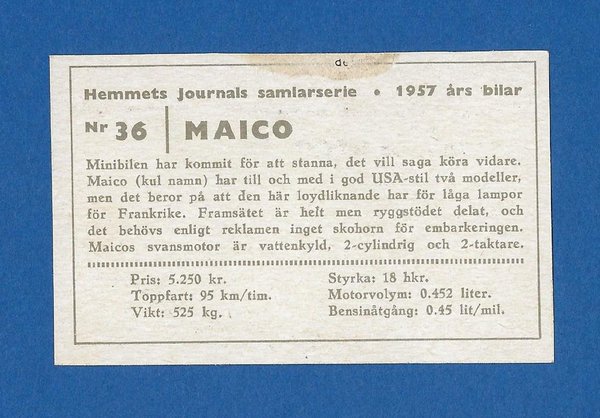 de
Hemmets Journals samlarserie • 1957 års bilar
Nr 36 | MAICO
Minibilen har kommit för att stanna, det vill saga köra vidare.
Maico (kul namn) har till och med i god USA-stil två modeller,
men det beror på att den här loydliknande har för låga lampor
för Frankrike. Framsätet är helt men ryggstödet delat, och
det behövs enligt reklamen inget skohorn för embarkeringen.
Maicos svansmotor är vattenkyld, 2-cylindrig och 2-taktare.
Pris: 5.250 kr.
Toppfart: 95 km/tim.
Vikt: 525 kg.
Styrka: 18 hkr.
Motorvolym: 0.452 liter.
Bensinåtgång: 0.45 lit/mil.